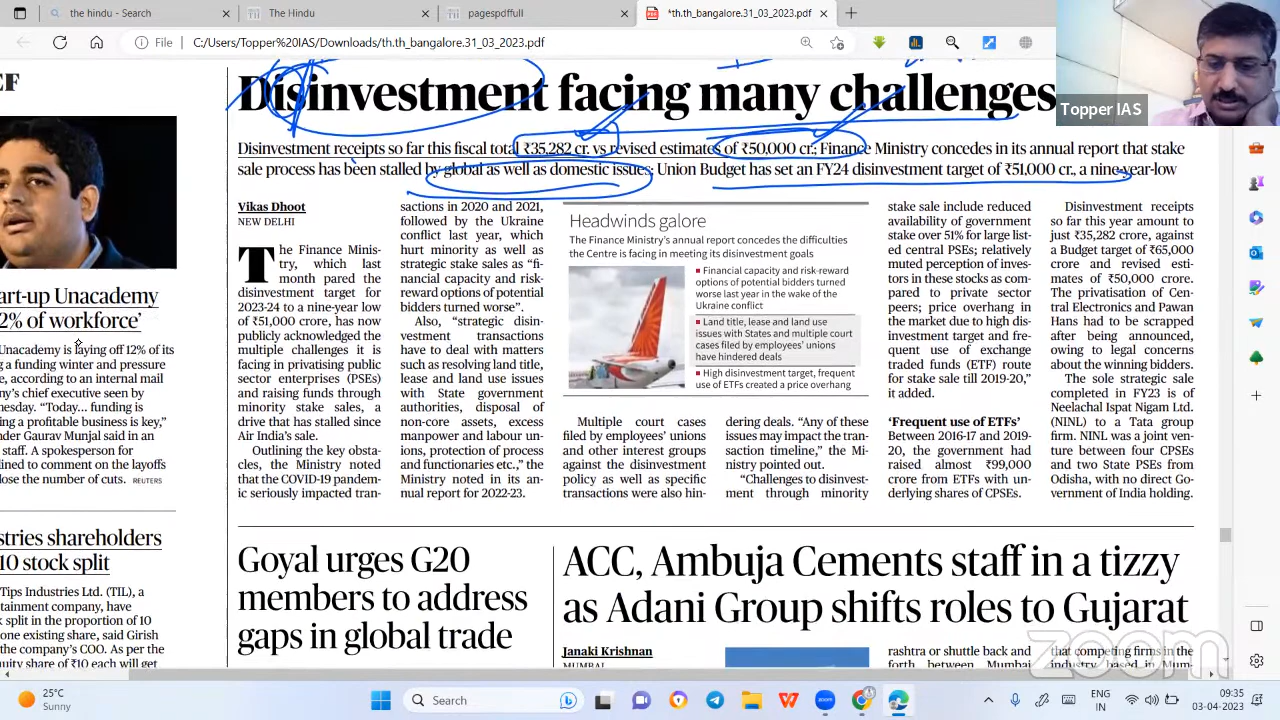 the hindu - Search
The Hindu
pagespdffull
*th.th_bangalore.31_03_2023.pdf
File
C:/Users/Topper%20IAS/Downloads/th.th_bangalore.31_03_2023.pdf
Topper IAS
EF
art-up Unacademy
2% of workforce’
Unacademy is laying off 12% of its
g a funding winter and pressure
e, according to an internal mail
ny’s chief executive seen by
nesday. “Today... funding is
ng a profitable business is key,”
nder Gaurav Munjal said in an
staff. A spokesperson for
lined to comment on the layoffs
lose the number of cuts. REUTERS
stries shareholders
10 stock split
Tips Industries Ltd. (TIL), a
tainment company, have
k split in the proportion of 10
one existing share, said Girish
the company’s COO. As per the
quity share of ₹10 each will get
Disinvestment facing many challenges
Disinvestment receipts so far this fiscal total ₹35,282 cr. vs revised estimates of ₹50,000 cr.; Finance Ministry concedes in its annual report that stake
sale process has been stalled by global as well as domestic issues; Union Budget has set an FY24 disinvestment target of ₹51,000 cr., a nine-year-low
Vikas Dhoot
NEW DELHI
The Finance Minis-
try, which last
month pared the
disinvestment target for
2023-24 to a nine-year low
of ₹51,000 crore, has now
publicly acknowledged the
multiple challenges it is
facing in privatising public
sector enterprises (PSEs)
and raising funds through
minority stake sales, a
drive that has stalled since
Air India’s sale.
Outlining the key obsta-
cles, the Ministry noted
that the COVID-19 pandem-
ic seriously impacted tran-
sactions in 2020 and 2021,
followed by the Ukraine
conflict last year, which
hurt minority as well as
strategic stake sales as “fi-
nancial capacity and risk-
reward options of potential
bidders turned worse”.
Also, “strategic disin-
vestment transactions
have to deal with matters
such as resolving land title,
lease and land use issues
with State government
authorities, disposal of
non-core assets, excess
manpower and labour un-
ions, protection of process
and functionaries etc.,” the
Ministry noted in its an-
nual report for 2022-23.
Headwinds galore
The Finance Ministry’s annual report concedes the difficulties
the Centre is facing in meeting its disinvestment goals
■ Financial capacity and risk-reward
options of potential bidders turned
worse last year in the wake of the
Ukraine conflict
■ Land title, lease and land use
issues with States and multiple court
cases filed by employees’ unions
have hindered deals
■ High disinvestment target, frequent
use of ETFs created a price overhang
Multiple court cases
filed by employees’ unions
and other interest groups
against the disinvestment
policy as well as specific
transactions were also hin-
dering deals. “Any of these
issues may impact the tran-
saction timeline,” the Mi-
nistry pointed out.
“Challenges to disinvest-
ment through minority
stake sale include reduced
availability of government
stake over 51% for large list-
ed central PSEs; relatively
muted perception of inves-
tors in these stocks as com-
pared to private sector
peers; price overhang in
the market due to high dis-
investment target and fre-
quent use of exchange
traded funds (ETF) route
for stake sale till 2019-20,”
it added.
‘Frequent use of ETFs’
Between 2016-17 and 2019-
20, the government had
raised almost ₹99,000
crore from ETFs with un-
derlying shares of CPSEs.
Disinvestment receipts
so far this year amount to
just ₹35,282 crore, against
a Budget target of ₹65,000
crore and revised esti-
mates of ₹50,000 crore.
The privatisation of Cen-
tral Electronics and Pawan
Hans had to be scrapped
after being announced,
owing to legal concerns
about the winning bidders.
The sole strategic sale
completed in FY23 is of
Neelachal Ispat Nigam Ltd.
(NINL) to a Tata group
firm. NINL was a joint ven-
ture between four CPSEs
and two State PSEs from
Odisha, with no direct Go-
vernment of India holding.
Goyal urges G20
members to address
gaps in global trade
ACC, Ambuja Cements staff in a tizzy
as Adani Group shifts roles to Gujarat
Janaki Krishnan
MUMBAI
rashtra or shuttle back and
forth between Mumbai
that competing firms in the
industry, based in Mum-
zoom
25°C
Sunny
Search
ENG
IN
09:35
03-04-2023